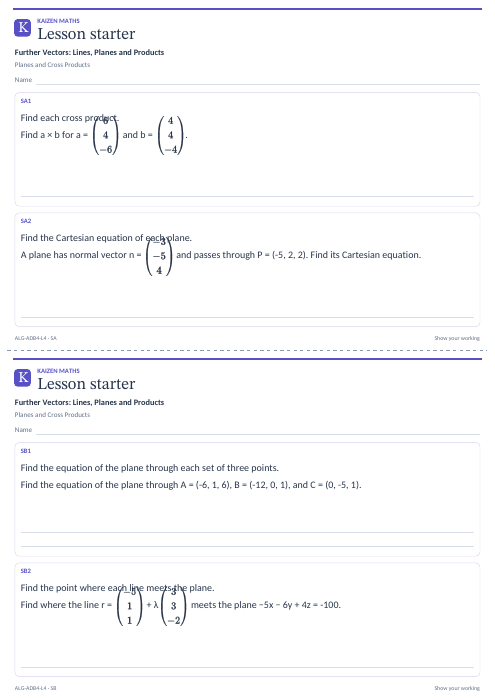 K
KAIZEN MATHS
Lesson starter
Further Vectors: Lines, Planes and Products
Planes and Cross Products
Name
SA1
Find each cross product.
Find a × b for a = (6 4 −6) and b = (4 4 −4).
SA2
Find the Cartesian equation of each plane.
A plane has normal vector n = (−3 −5 4) and passes through P = (-5, 2, 2). Find its Cartesian equation.
ALG-ADB4-L4 - SA Show your working
K
KAIZEN MATHS
Lesson starter
Further Vectors: Lines, Planes and Products
Planes and Cross Products
Name
SB1
Find the equation of the plane through each set of three points.
Find the equation of the plane through A = (-6, 1, 6), B = (-12, 0, 1), and C = (0, -5, 1).
SB2
Find the point where each line meets the plane.
Find where the line r = (1 1) + λ (3 3 −2) meets the plane −5x − 6y + 4z = -100.
ALG-ADB4-L4 - SB Show your working